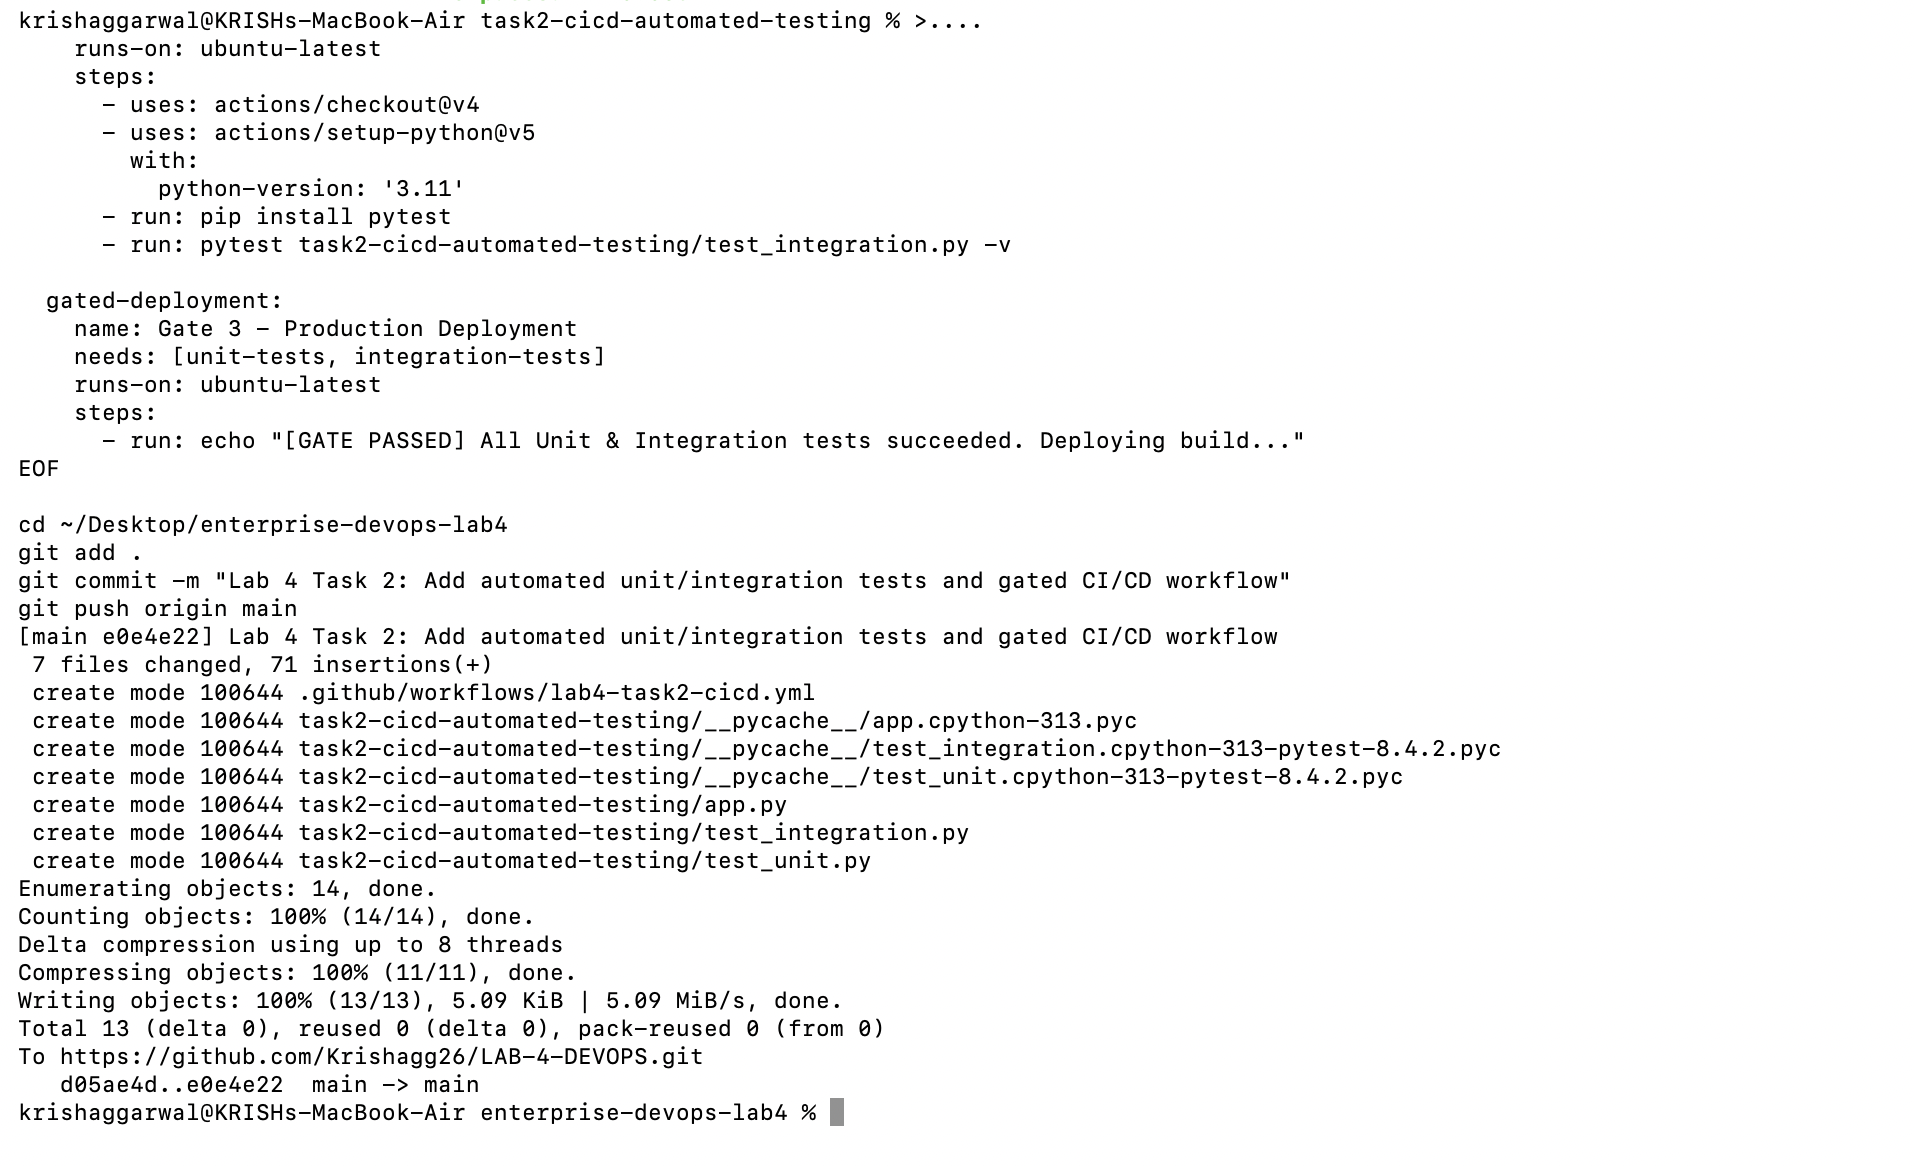 krishaggarwal@KRISHs-MacBook-Air task2-cicd-automated-testing % >....
    runs-on: ubuntu-latest
    steps:
      - uses: actions/checkout@v4
      - uses: actions/setup-python@v5
        with:
          python-version: '3.11'
      - run: pip install pytest
      - run: pytest task2-cicd-automated-testing/test_integration.py -v

  gated-deployment:
    name: Gate 3 - Production Deployment
    needs: [unit-tests, integration-tests]
    runs-on: ubuntu-latest
    steps:
      - run: echo "[GATE PASSED] All Unit & Integration tests succeeded. Deploying build..."
EOF

cd ~/Desktop/enterprise-devops-lab4
git add .
git commit -m "Lab 4 Task 2: Add automated unit/integration tests and gated CI/CD workflow"
git push origin main
[main e0e4e22] Lab 4 Task 2: Add automated unit/integration tests and gated CI/CD workflow
 7 files changed, 71 insertions(+)
 create mode 100644 .github/workflows/lab4-task2-cicd.yml
 create mode 100644 task2-cicd-automated-testing/__pycache__/app.cpython-313.pyc
 create mode 100644 task2-cicd-automated-testing/__pycache__/test_integration.cpython-313-pytest-8.4.2.pyc
 create mode 100644 task2-cicd-automated-testing/__pycache__/test_unit.cpython-313-pytest-8.4.2.pyc
 create mode 100644 task2-cicd-automated-testing/app.py
 create mode 100644 task2-cicd-automated-testing/test_integration.py
 create mode 100644 task2-cicd-automated-testing/test_unit.py
Enumerating objects: 14, done.
Counting objects: 100% (14/14), done.
Delta compression using up to 8 threads
Compressing objects: 100% (11/11), done.
Writing objects: 100% (13/13), 5.09 KiB | 5.09 MiB/s, done.
Total 13 (delta 0), reused 0 (delta 0), pack-reused 0 (from 0)
To https://github.com/Krishagg26/LAB-4-DEVOPS.git
   d05ae4d..e0e4e22  main -> main
krishaggarwal@KRISHs-MacBook-Air enterprise-devops-lab4 %